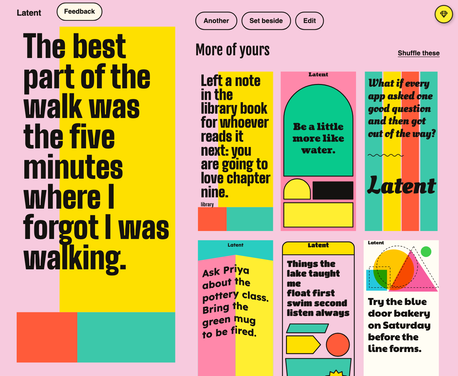 Latent
Feedback
The best
part of the
walk was
the five
minutes
where I
forgot I was
walking.
Another
Set beside
Edit
More of yours
Shuffle these
Left a note
in the
library book
for whoever
reads it
next: you
are going to
love chapter
nine.
library
Latent
Be a little
more like
water.
What if every
app asked one
good question
and then got
out of the way?
Latent
Latent
Ask Priya
about the
pottery class.
Bring the
green mug
to be fired.
Latent
Things the
lake taught
me
float first
swim second
listen always
Latent
Try the blue
door bakery
on Saturday
before the
line forms.